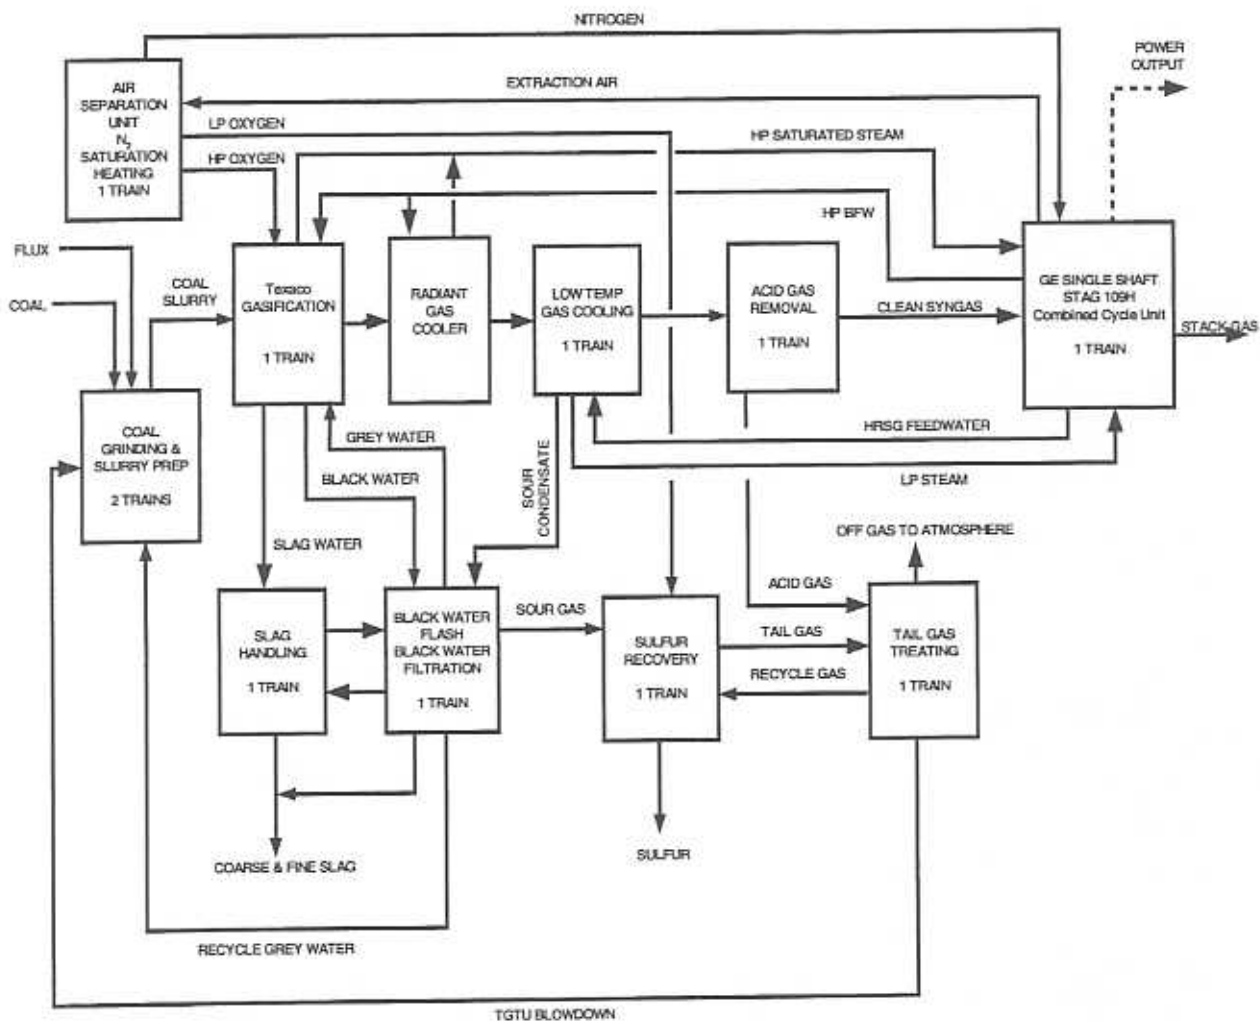 NITROGEN
POWER
OUTPUT
EXTRACTION AIR
AIR
SEPARATION
UNIT
N2
SATURATION
HEATING
1 TRAIN
LP OXYGEN
HP OXYGEN
HP SATURATED STEAM
HP BFW
FLUX
COAL
COAL
SLURRY
Texaco
GASIFICATION
1 TRAIN
RADIANT
GAS
COOLER
LOW TEMP
GAS COOLING
1 TRAIN
ACID GAS
REMOVAL
1 TRAIN
CLEAN SYNGAS
GE SINGLE SHAFT
STAG 109H
Combined Cycle Unit
1 TRAIN
STACK GAS
COAL
GRINDING &
SLURRY PREP
2 TRAINS
GREY WATER
BLACK WATER
SOUR
CONDENSATE
HRSG FEEDWATER
LP STEAM
SLAG WATER
OFF GAS TO ATMOSPHERE
SLAG
HANDLING
1 TRAIN
BLACK WATER
FLASH
BLACK WATER
FILTRATION
1 TRAIN
SOUR GAS
SULFUR
RECOVERY
1 TRAIN
ACID GAS
TAIL GAS
RECYCLE GAS
TAIL GAS
TREATING
1 TRAIN
COARSE & FINE SLAG
SULFUR
RECYCLE GREY WATER
TGTU BLOWDOWN